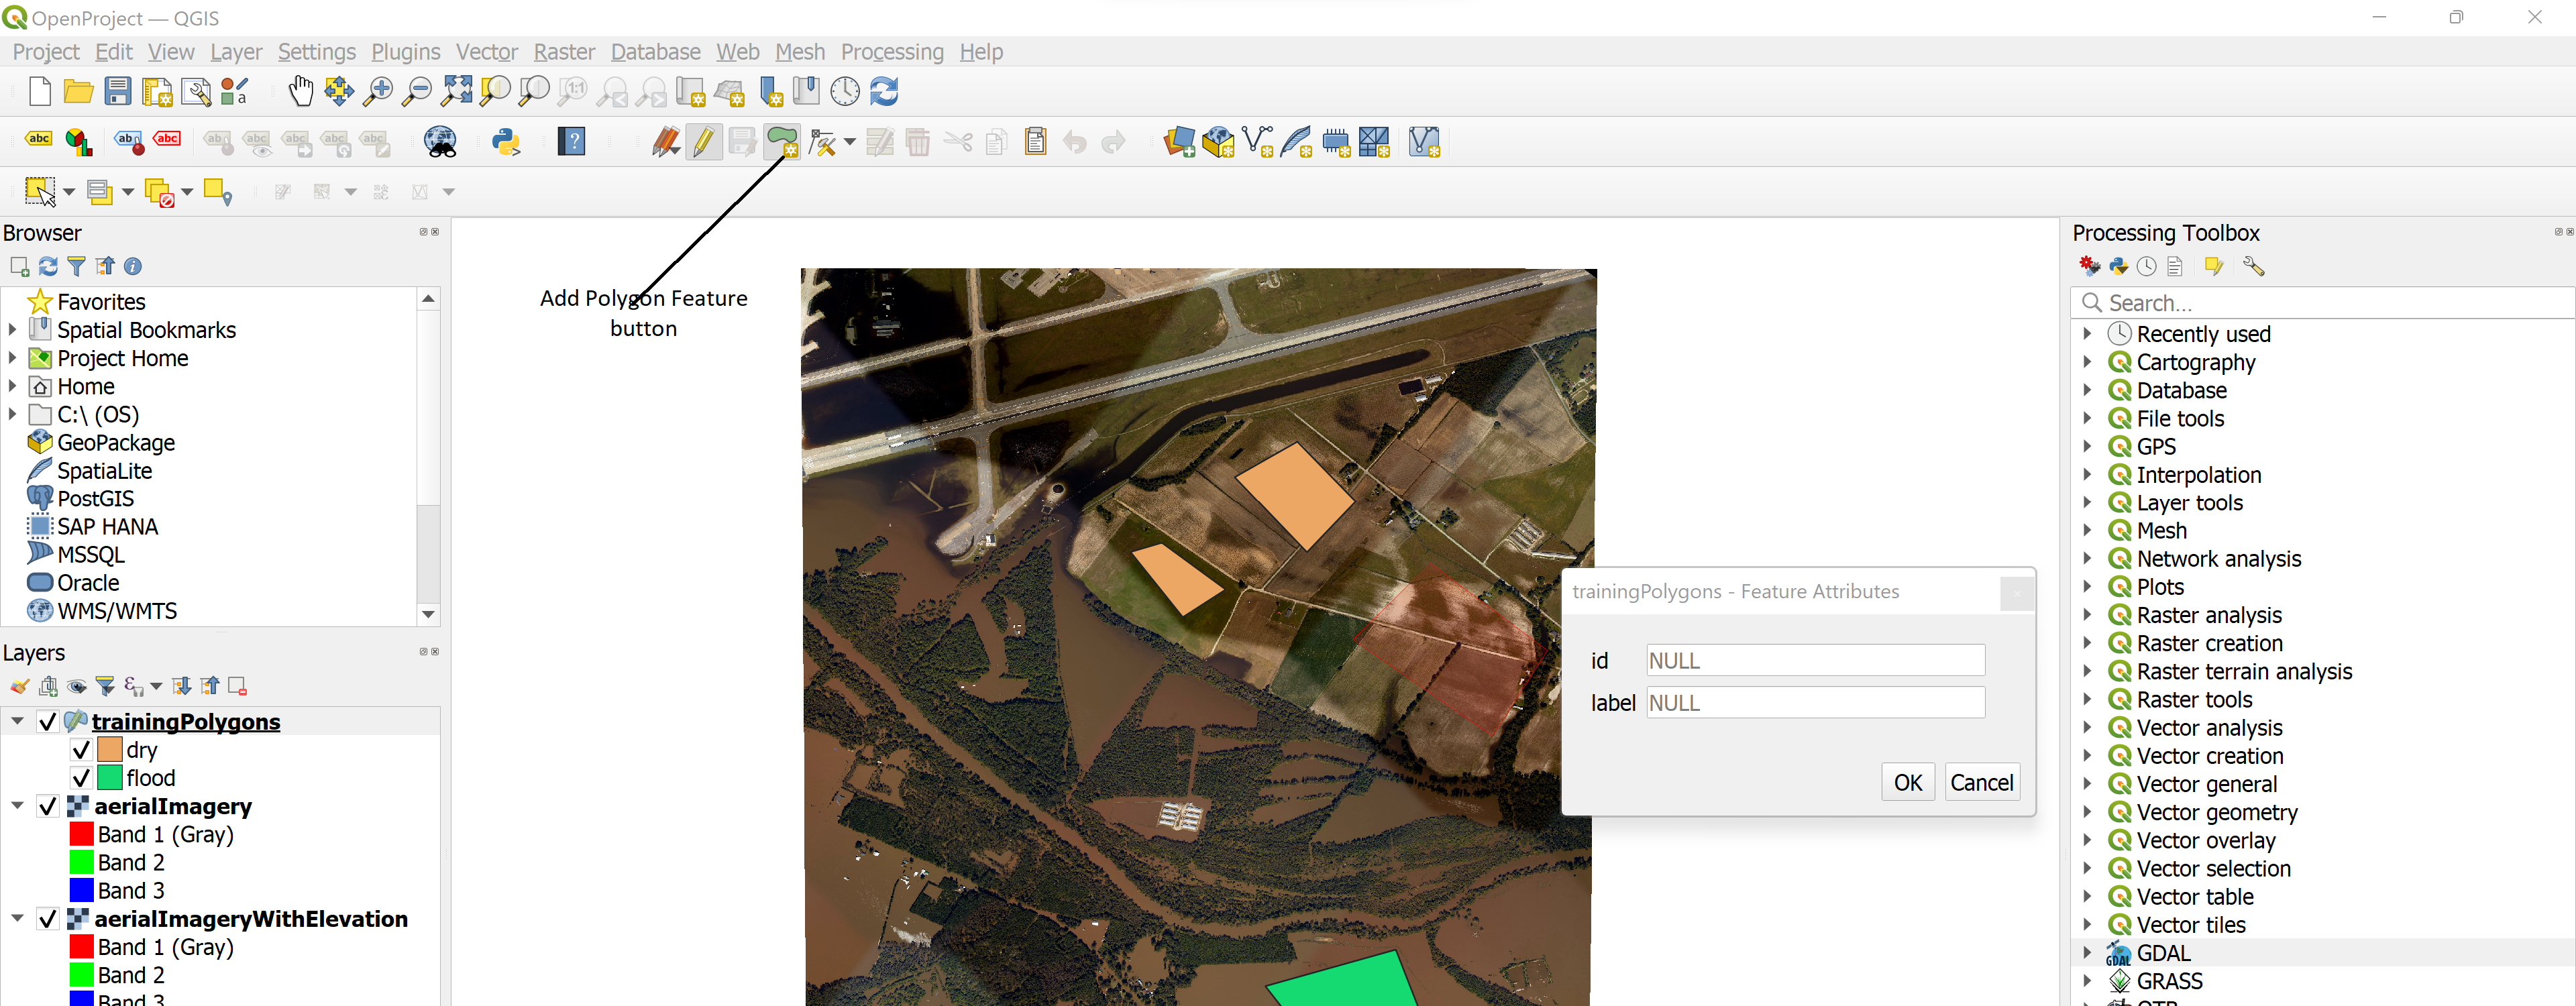 OpenProject — QGIS
Project Edit View Layer Settings Plugins Vector Raster Database Web Mesh Processing Help
Browser
Favorites
Spatial Bookmarks
Project Home
Home
C:\ (OS)
GeoPackage
SpatiaLite
PostGIS
SAP HANA
MSSQL
Oracle
WMS/WMTS
Layers
trainingPolygons
dry
flood
aerialImagery
Band 1 (Gray)
Band 2
Band 3
aerialImageryWithElevation
Band 1 (Gray)
Band 2
Band 3
Add Polygon Feature
button
trainingPolygons - Feature Attributes
id NULL
label NULL
OK Cancel
Processing Toolbox
Search...
Recently used
Cartography
Database
File tools
GPS
Interpolation
Layer tools
Mesh
Network analysis
Plots
Raster analysis
Raster creation
Raster terrain analysis
Raster tools
Vector analysis
Vector creation
Vector general
Vector geometry
Vector overlay
Vector selection
Vector table
Vector tiles
GDAL
GRASS